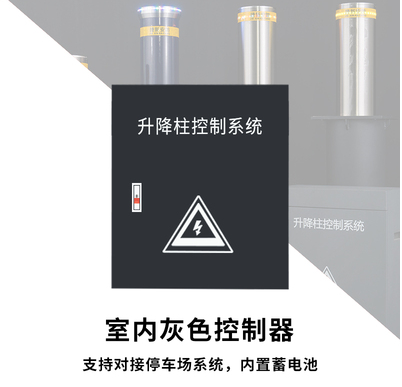 升降柱控制系统
升降柱控制系统
室内灰色控制器
支持对接停车场系统，内置蓄电池